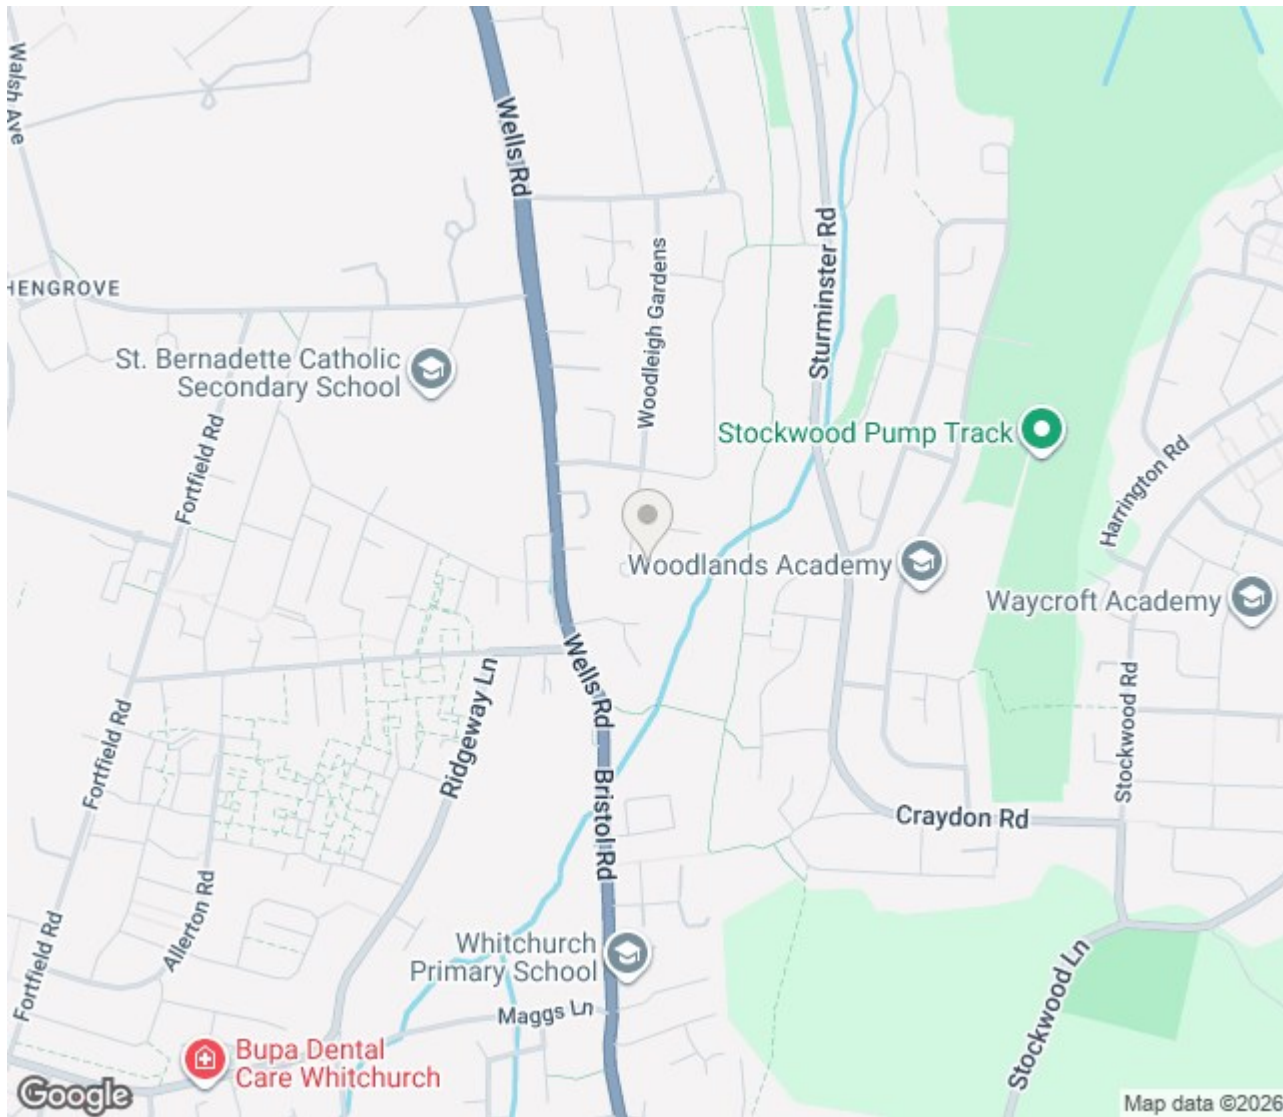 Walsh Ave
Wells Rd
Woodleigh Gardens
Sturminster Rd
HENGROVE
St. Bernadette Catholic
Secondary School
Fortfield Rd
Stockwood Pump Track
Harrington Rd
Woodlands Academy
Waycroft Academy
Wells Rd
Ridgeway Ln
Fortfield Rd
Stockwood Rd
Bristol Rd
Craydon Rd
Allerton Rd
Fortfield Rd
Whitchurch
Primary School
Maggs Ln
Stockwood Ln
Bupa Dental
Care Whitchurch
Google
Map data ©2026